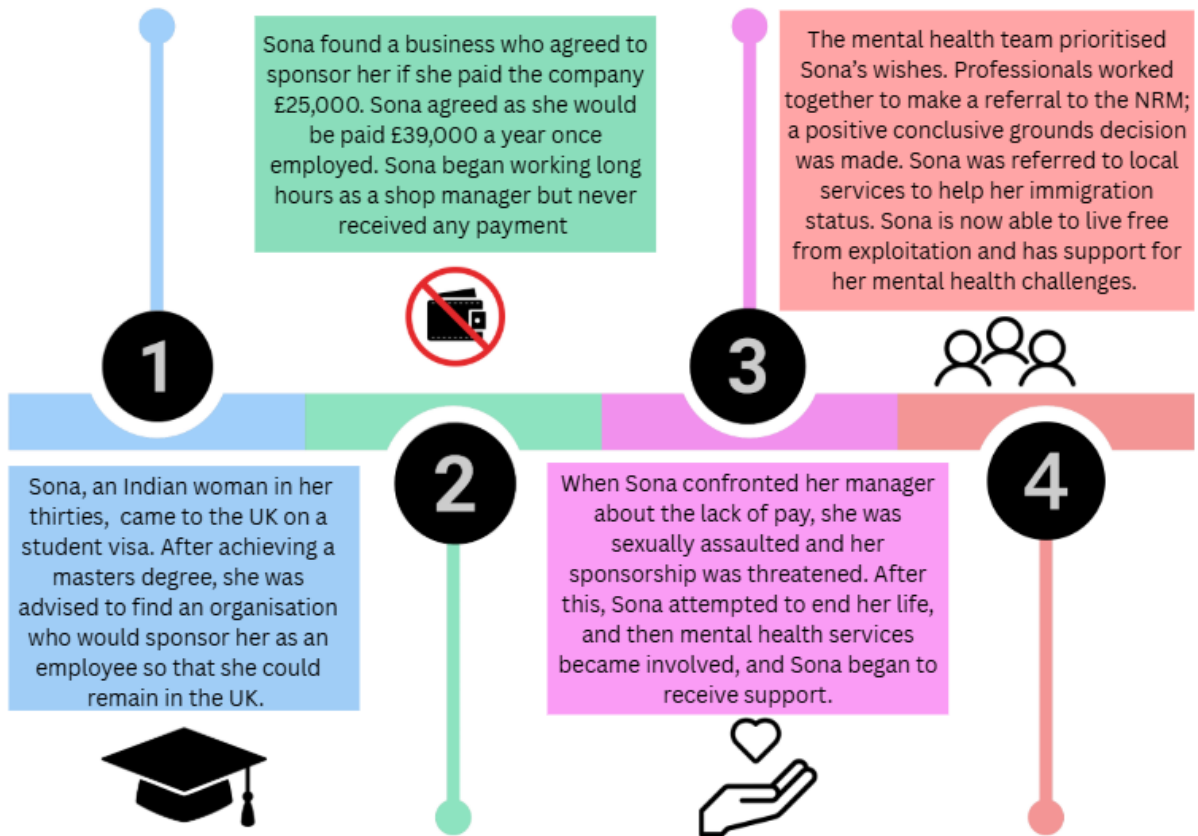 1
Sona, an Indian woman in her
thirties, came to the UK on a
student visa. After achieving a
masters degree, she was
advised to find an organisation
who would sponsor her as an
employee so that she could
remain in the UK.
2
Sona found a business who agreed to
sponsor her if she paid the company
£25,000. Sona agreed as she would
be paid £39,000 a year once
employed. Sona began working long
hours as a shop manager but never
received any payment
3
When Sona confronted her manager
about the lack of pay, she was
sexually assaulted and her
sponsorship was threatened. After
this, Sona attempted to end her life,
and then mental health services
became involved, and Sona began to
receive support.
4
The mental health team prioritised
Sona’s wishes. Professionals worked
together to make a referral to the NRM;
a positive conclusive grounds decision
was made. Sona was referred to local
services to help her immigration
status. Sona is now able to live free
from exploitation and has support for
her mental health challenges.